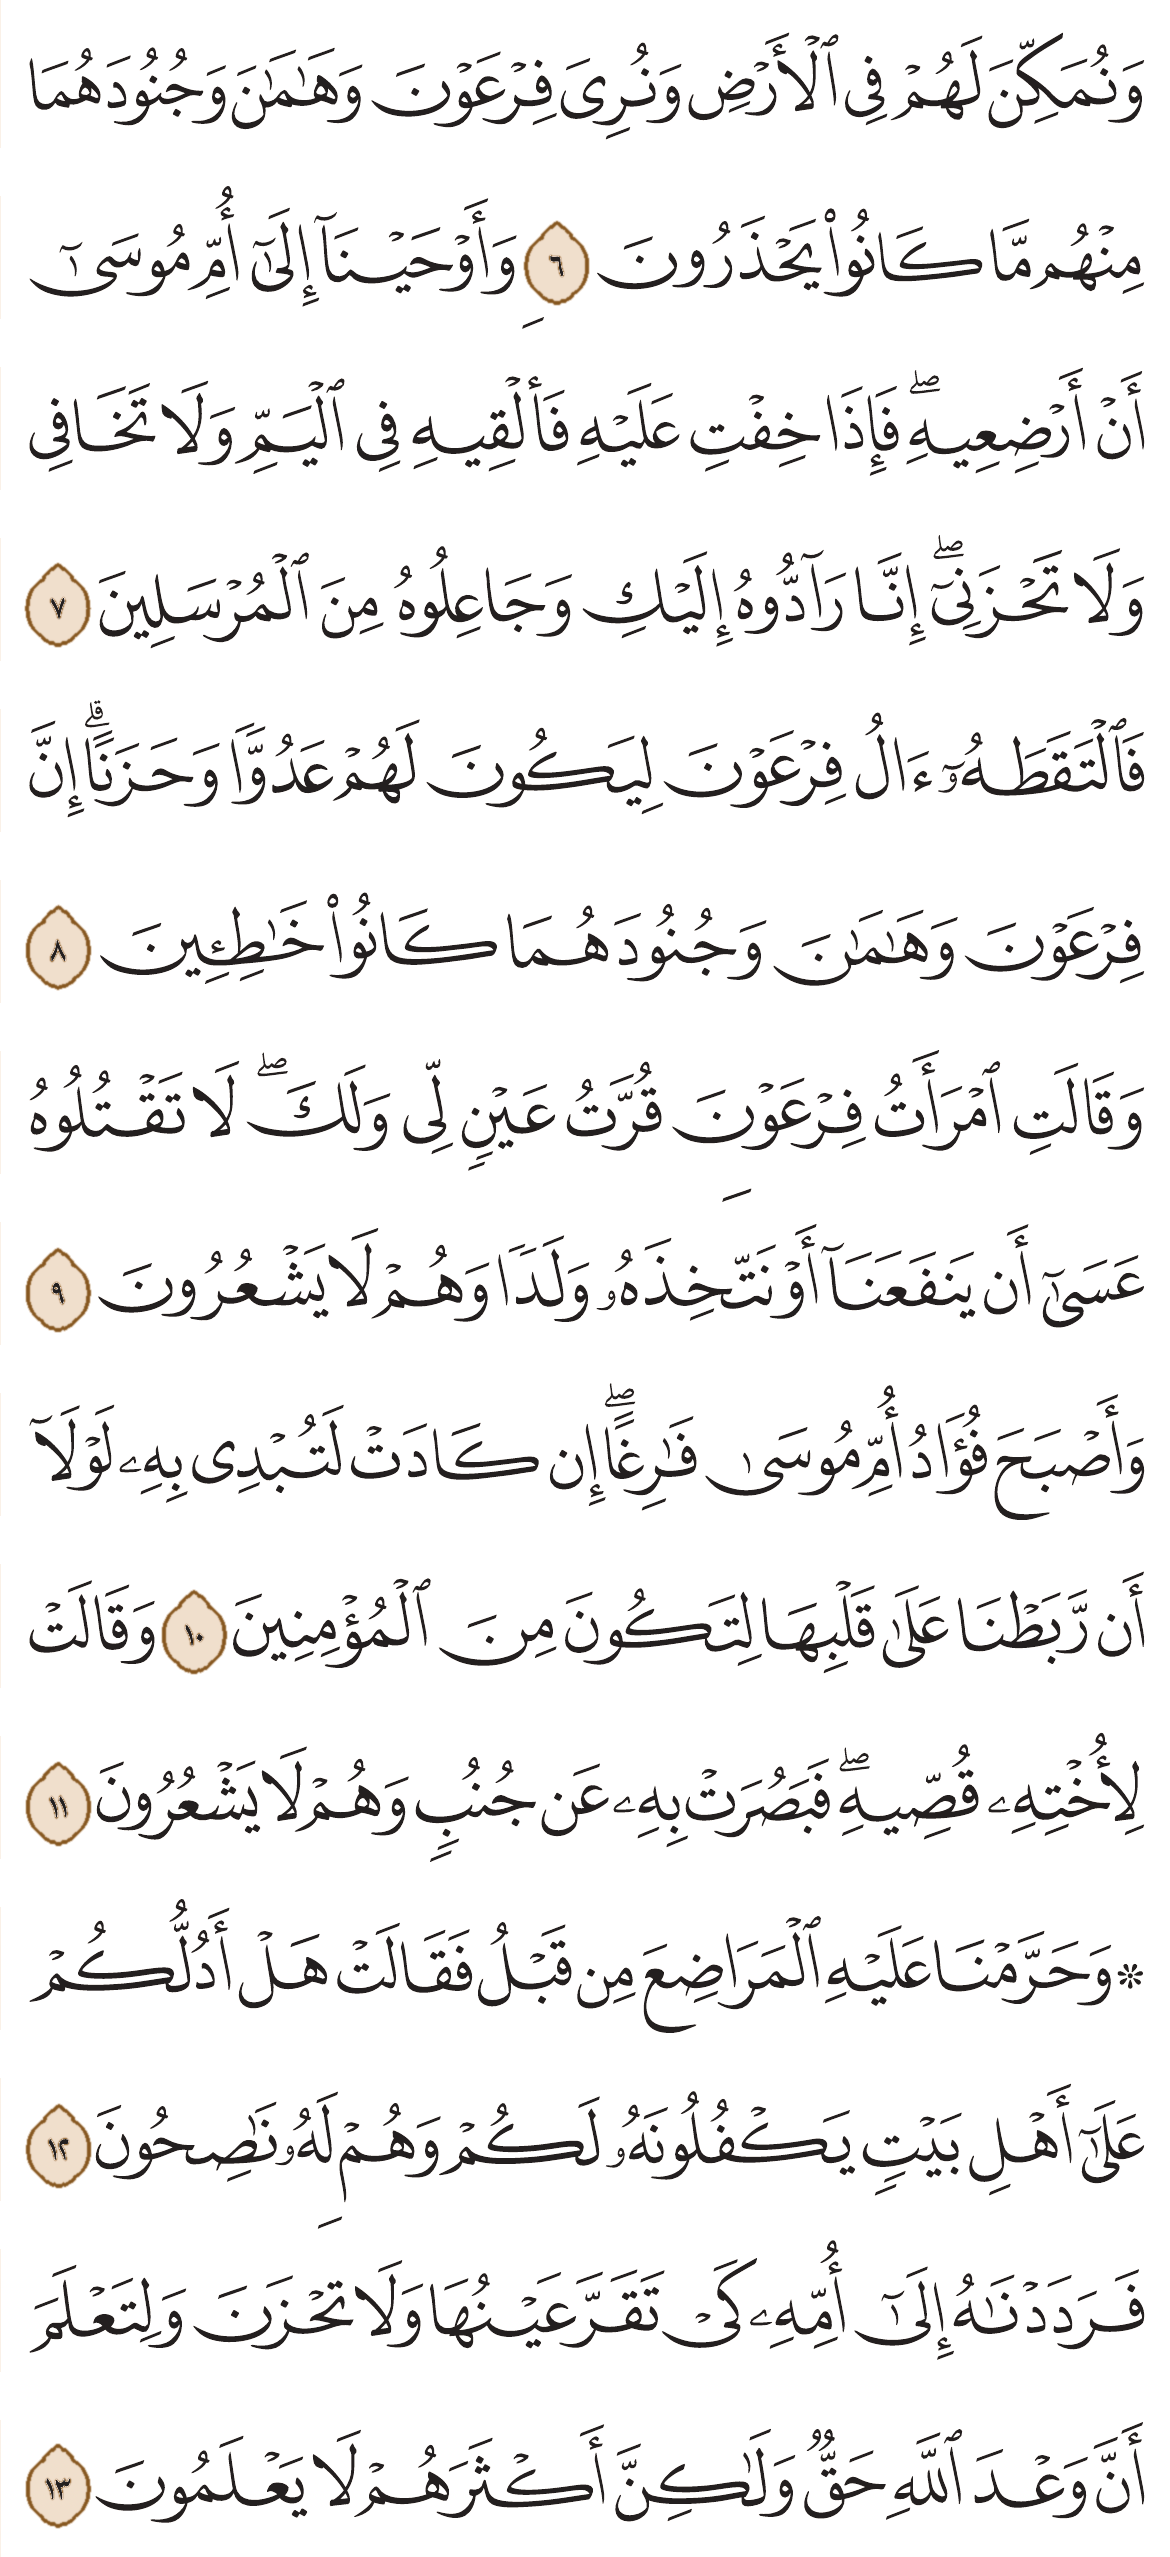 وَنُمَكِّنَ لَهُمْ فِى ٱلْأَرْضِ وَنُرِىَ فِرْعَوْنَ وَهَـٰمَـٰنَ وَجُنُودَهُمَا
مِنْهُم مَّا كَانُوا۟ يَحْذَرُونَ ٦ وَأَوْحَيْنَآ إِلَىٰٓ أُمِّ مُوسَىٰٓ
أَنْ أَرْضِعِيهِ ۖ فَإِذَا خِفْتِ عَلَيْهِ فَأَلْقِيهِ فِى ٱلْيَمِّ وَلَا تَخَافِى
وَلَا تَحْزَنِىٓ ۖ إِنَّا رَآدُّوهُ إِلَيْكِ وَجَاعِلُوهُ مِنَ ٱلْمُرْسَلِينَ ٧
فَٱلْتَقَطَهُۥٓ ءَالُ فِرْعَوْنَ لِيَكُونَ لَهُمْ عَدُوًّا وَحَزَنًا ۗ إِنَّ
فِرْعَوْنَ وَهَـٰمَـٰنَ وَجُنُودَهُمَا كَانُوا۟ خَـٰطِـِٔينَ ٨
وَقَالَتِ ٱمْرَأَتُ فِرْعَوْنَ قُرَّتُ عَيْنٍ لِّى وَلَكَ ۖ لَا تَقْتُلُوهُ
عَسَىٰٓ أَن يَنفَعَنَآ أَوْ نَتَّخِذَهُۥ وَلَدًا وَهُمْ لَا يَشْعُرُونَ ٩
وَأَصْبَحَ فُؤَادُ أُمِّ مُوسَىٰ فَـٰرِغًا ۖ إِن كَادَتْ لَتُبْدِى بِهِۦ لَوْلَآ
أَن رَّبَطْنَا عَلَىٰ قَلْبِهَا لِتَكُونَ مِنَ ٱلْمُؤْمِنِينَ ١٠ وَقَالَتْ
لِأُخْتِهِۦ قُصِّيهِ ۖ فَبَصُرَتْ بِهِۦ عَن جُنُبٍ وَهُمْ لَا يَشْعُرُونَ ١١
۞ وَحَرَّمْنَا عَلَيْهِ ٱلْمَرَاضِعَ مِن قَبْلُ فَقَالَتْ هَلْ أَدُلُّكُمْ
عَلَىٰٓ أَهْلِ بَيْتٍ يَكْفُلُونَهُۥ لَكُمْ وَهُمْ لَهُۥ نَـٰصِحُونَ ١٢
فَرَدَدْنَـٰهُ إِلَىٰٓ أُمِّهِۦ كَىْ تَقَرَّ عَيْنُهَا وَلَا تَحْزَنَ وَلِتَعْلَمَ
أَنَّ وَعْدَ ٱللَّهِ حَقٌّ وَلَـٰكِنَّ أَكْثَرَهُمْ لَا يَعْلَمُونَ ١٣